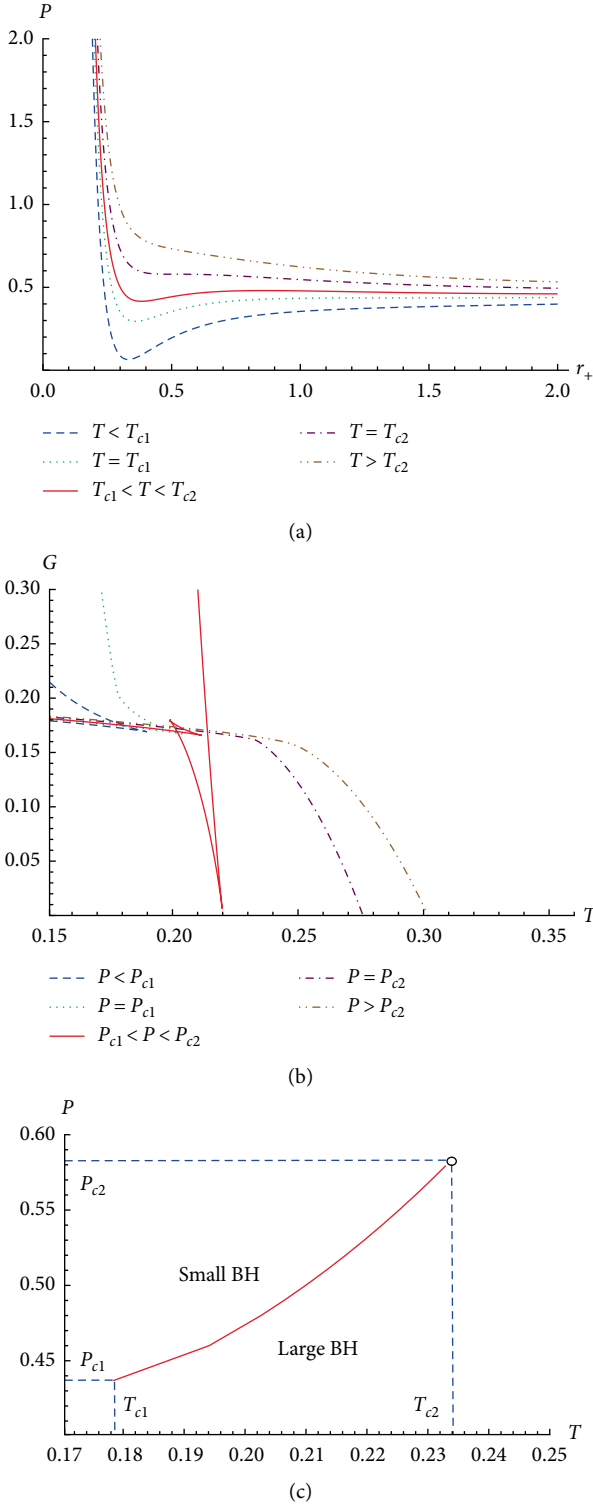 P
2.0
1.5
1.0
0.5
0.0 0.5 1.0 1.5 2.0
r+
T < Tc1 T = Tc2
T = Tc1 T > Tc2
Tc1 < T < Tc2
(a)
G
0.30
0.25
0.20
0.15
0.10
0.05
0.15 0.20 0.25 0.30 0.35
T
P < Pc1 P = Pc2
P = Pc1 P > Pc2
Pc1 < P < Pc2
(b)
P
0.60
Pc2
0.55
Small BH
0.50
Large BH
0.45
Pc1
Tc1 Tc2
T
0.17 0.18 0.19 0.20 0.21 0.22 0.23 0.24 0.25
(c)